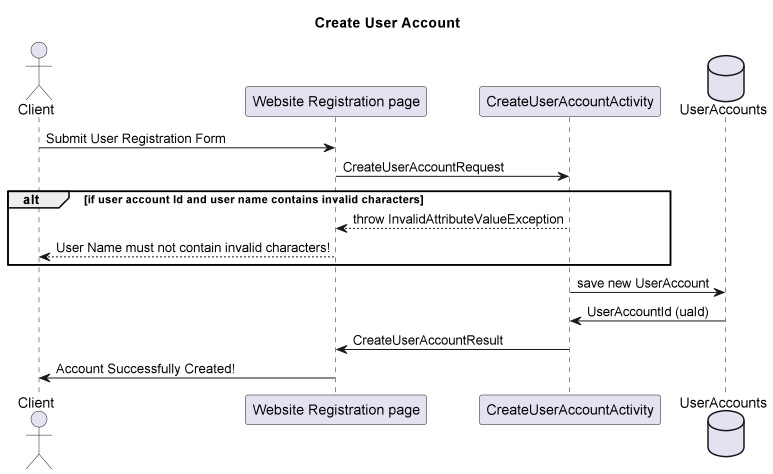 Create User Account
Client
Website Registration page
CreateUserAccountActivity
UserAccounts
Submit User Registration Form
CreateUserAccountRequest
alt
[if user account Id and user name contains invalid characters]
throw InvalidAttributeValueException
User Name must not contain invalid characters!
save new UserAccount
UserAccountId (uaId)
CreateUserAccountResult
Account Successfully Created!
Client
Website Registration page
CreateUserAccountActivity
UserAccounts